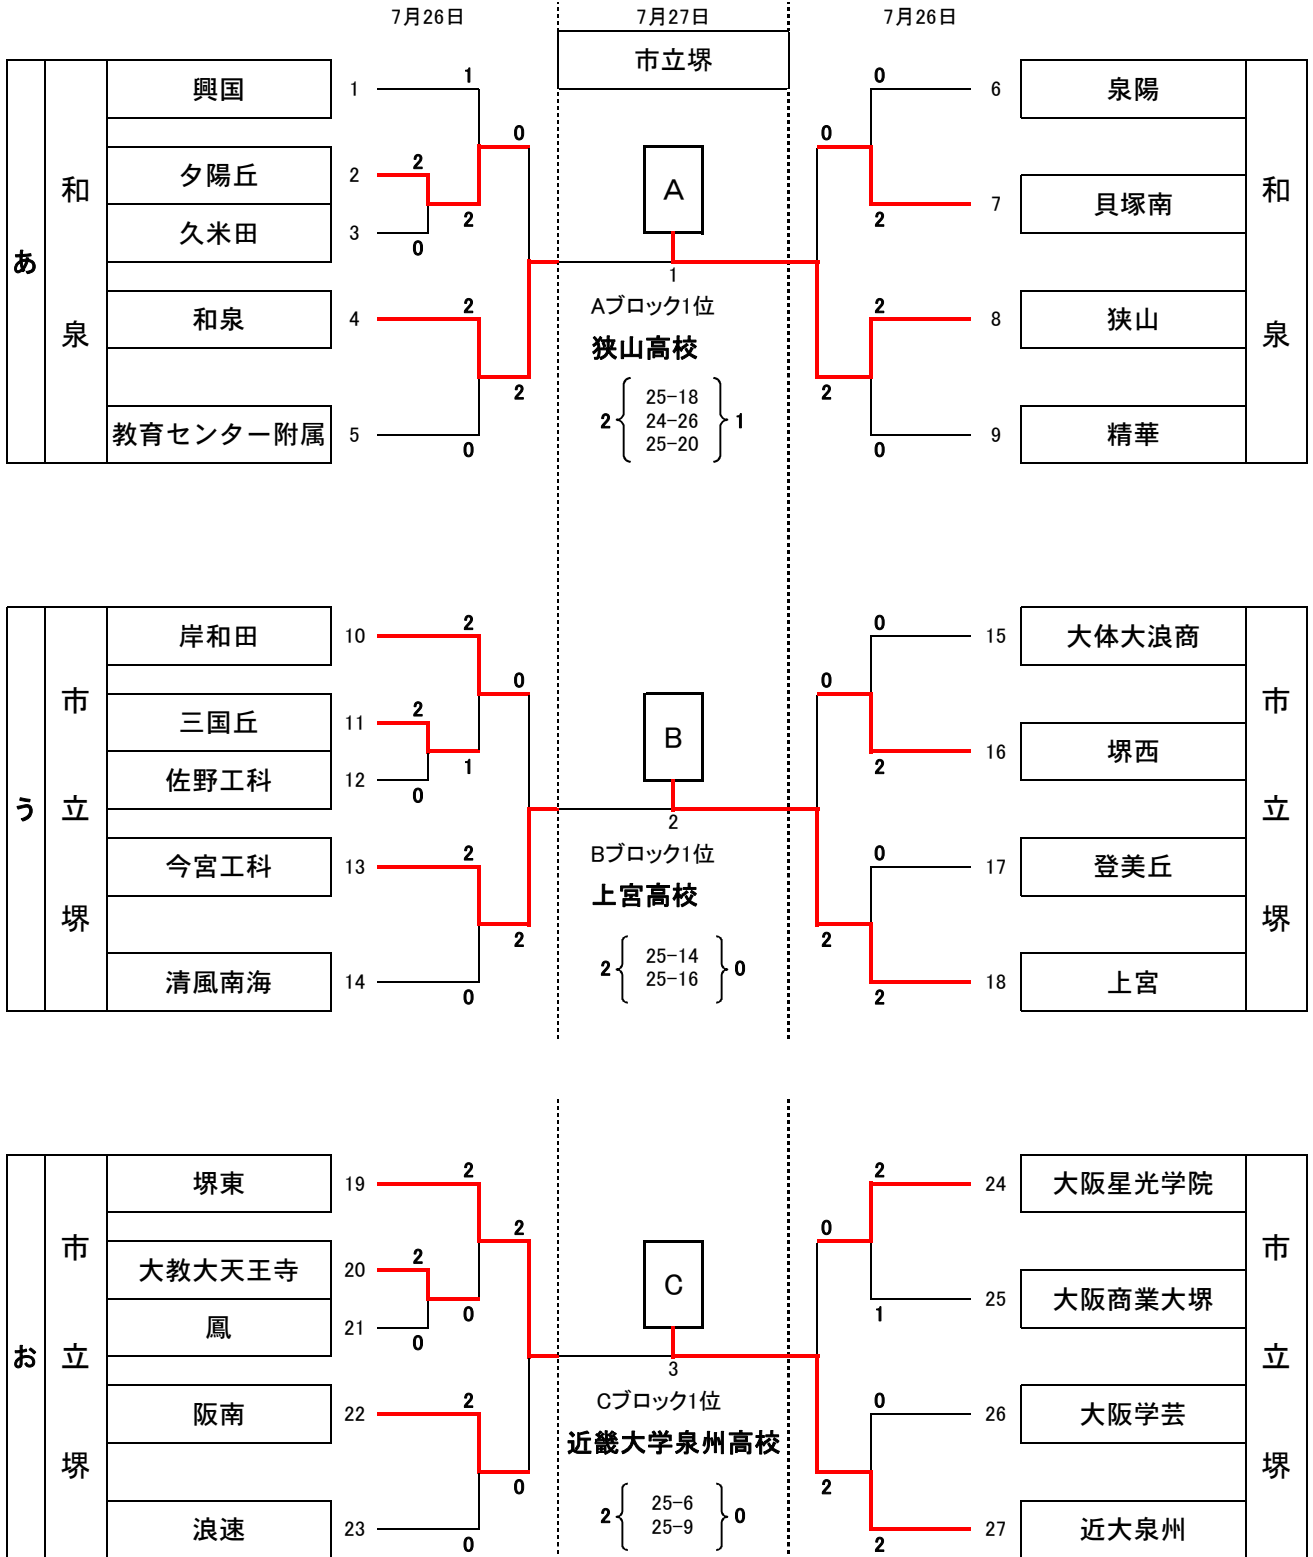 7月26日
7月27日
7月26日
市立堺
あ
和泉
興国
1
1
夕陽丘
2
2
久米田
3
0
2
0
和泉
4
2
教育センター附属
5
0
2
A
1
Aブロック1位
狭山高校
2
25-18
24-26
25-20
1
0
6
泉陽
0
2
7
貝塚南
2
8
狭山
2
0
9
精華
和泉
う
市立堺
岸和田
10
2
三国丘
11
2
佐野工科
12
0
1
0
今宮工科
13
2
清風南海
14
0
2
B
2
Bブロック1位
上宮高校
2
25-14
25-16
0
0
15
大体大浪商
0
2
16
堺西
0
17
登美丘
2
2
18
上宮
市立堺
お
市立堺
堺東
19
2
大教大天王寺
20
2
鳳
21
0
0
2
阪南
22
2
浪速
23
0
0
C
3
Cブロック1位
近畿大学泉州高校
2
25-6
25-9
0
2
24
大阪星光学院
0
1
25
大阪商業大堺
0
26
大阪学芸
2
2
27
近大泉州
市立堺